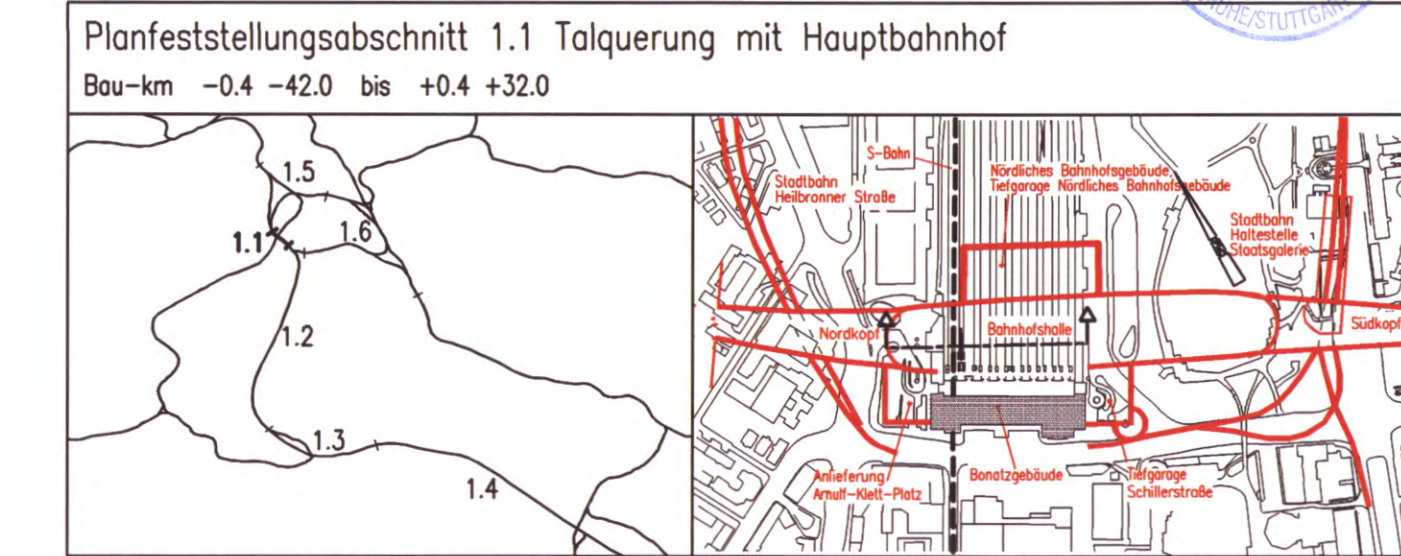 RUHE/STUTTGART
Planfeststellungsabschnitt 1.1 Talquerung mit Hauptbahnhof
Bau-km -0.4 -42.0 bis +0.4 +32.0
1.5
1.1
1.6
1.2
1.3
1.4
S-Bahn
Stadtbahn
Heilbronner Straße
Nördliches Bahnhofsgebäude,
Tiefgarage Nördliches Bahnhofsgebäude
Stadtbahn
Haltestelle
Staatsgalerie
Nordkopf
Bahnhofshalle
Südkopf
Anlieferung
Arnulf-Klett-Platz
Bonatzgebäude
Tiefgarage
Schillerstraße